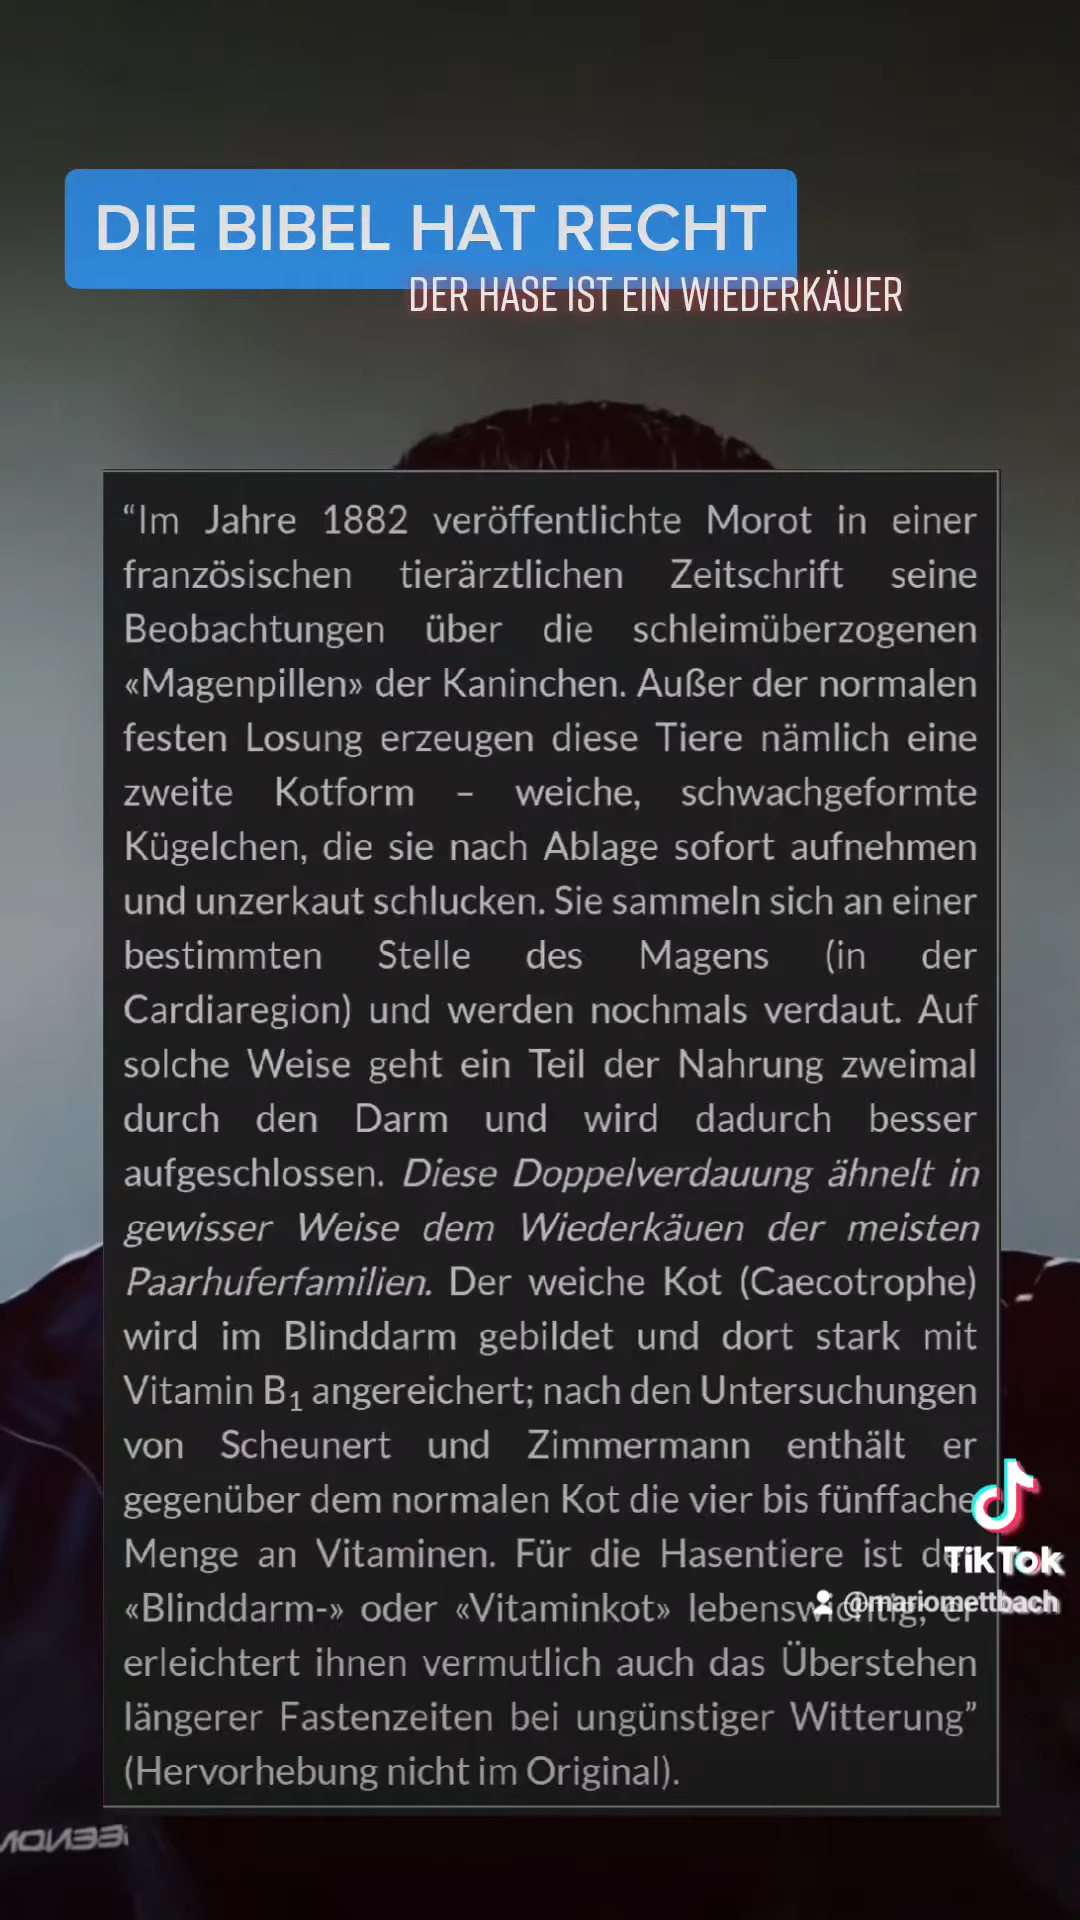 DIE BIBEL HAT RECHT
DER HASE IST EIN WIEDERKÄUER
“Im Jahre 1882 veröffentlichte Morot in einer
französischen tierärztlichen Zeitschrift seine
Beobachtungen über die schleimüberzogenen
«Magenpillen» der Kaninchen. Außer der normalen
festen Losung erzeugen diese Tiere nämlich eine
zweite Kotform – weiche, schwachgeformte
Kügelchen, die sie nach Ablage sofort aufnehmen
und unzerkaut schlucken. Sie sammeln sich an einer
bestimmten Stelle des Magens (in der
Cardiaregion) und werden nochmals verdaut. Auf
solche Weise geht ein Teil der Nahrung zweimal
durch den Darm und wird dadurch besser
aufgeschlossen. Diese Doppelverdauung ähnelt in
gewisser Weise dem Wiederkäuen der meisten
Paarhuferfamilien. Der weiche Kot (Caecotrophe)
wird im Blinddarm gebildet und dort stark mit
Vitamin B₁ angereichert; nach den Untersuchungen
von Scheunert und Zimmermann enthält er
gegenüber dem normalen Kot die vier bis fünffache
Menge an Vitaminen. Für die Hasentiere ist der
«Blinddarm-» oder «Vitaminkot» lebenswichtig; er
erleichtert ihnen vermutlich auch das Überstehen
längerer Fastenzeiten bei ungünstiger Witterung”
(Hervorhebung nicht im Original).
TikTok
@mariomettbach